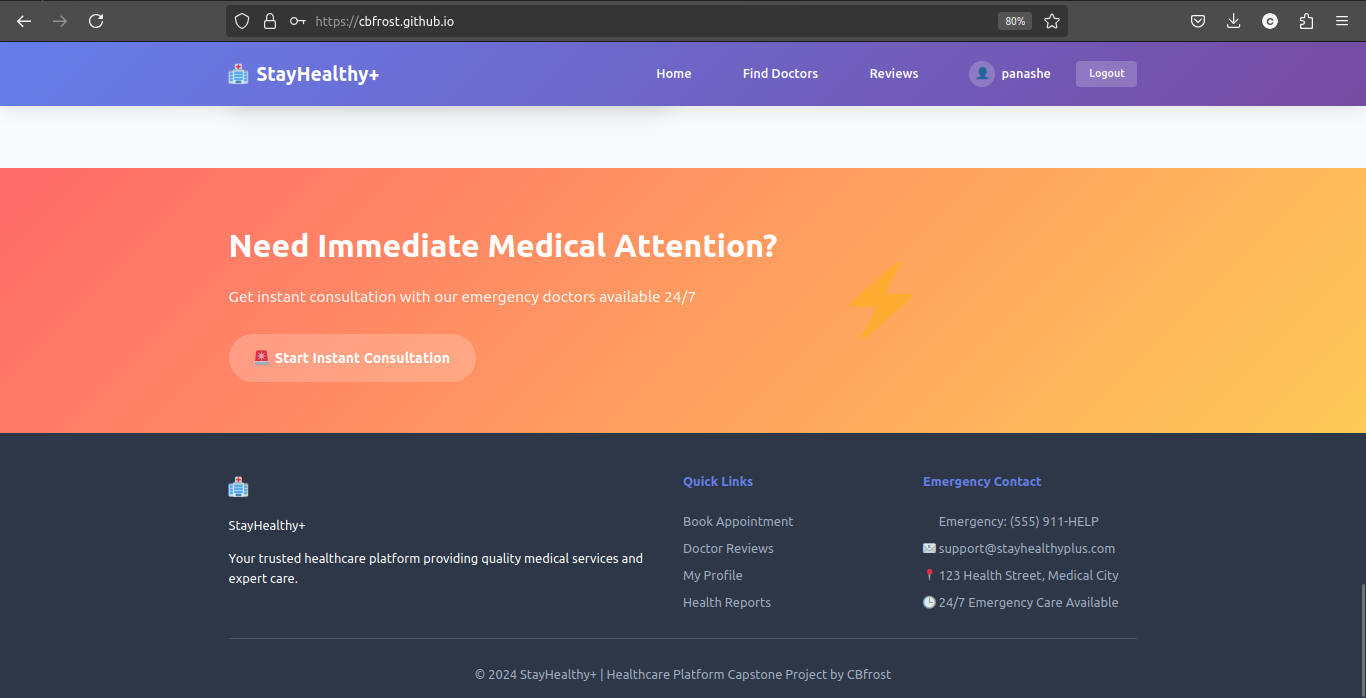 https://cbfrost.github.io
80%
StayHealthy+
Home
Find Doctors
Reviews
panashe
Logout
Need Immediate Medical Attention?
Get instant consultation with our emergency doctors available 24/7
Start Instant Consultation
StayHealthy+
Your trusted healthcare platform providing quality medical services and
expert care.
Quick Links
Book Appointment
Doctor Reviews
My Profile
Health Reports
Emergency Contact
Emergency: (555) 911-HELP
support@stayhealthyplus.com
123 Health Street, Medical City
24/7 Emergency Care Available
© 2024 StayHealthy+ | Healthcare Platform Capstone Project by CBfrost